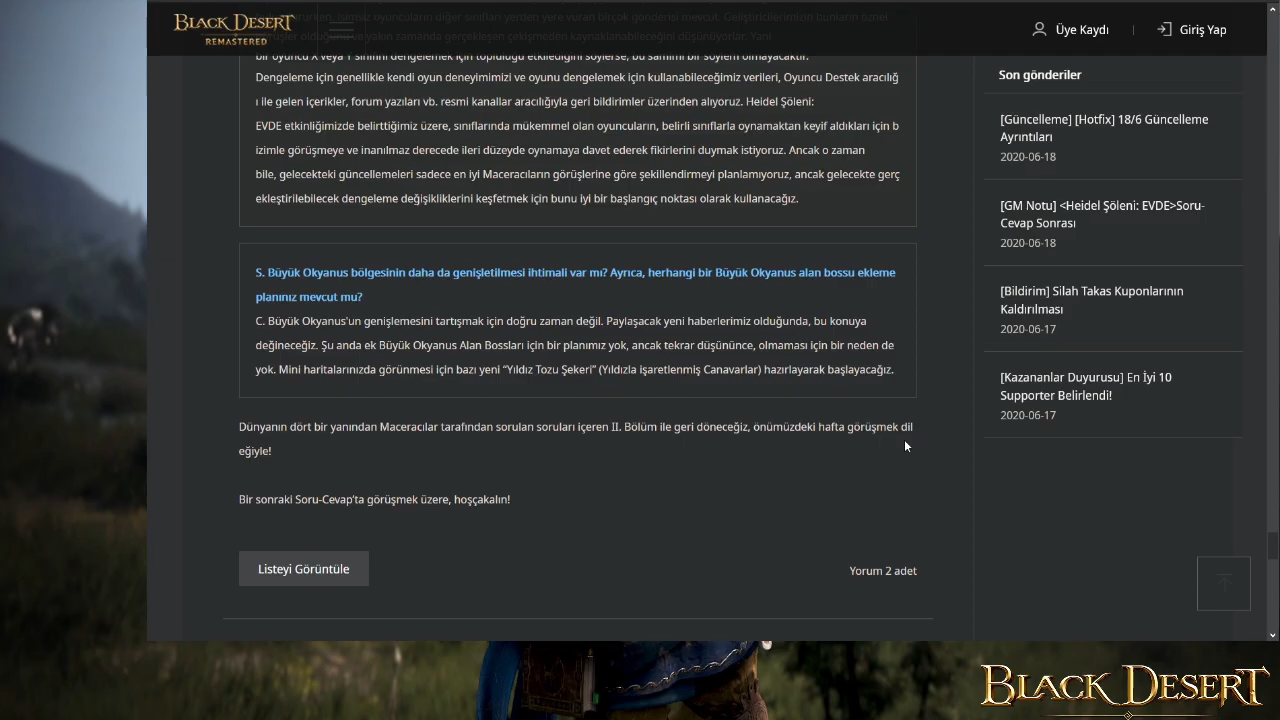 BLACK DESERT
REMASTERED
Üye Kaydı
Giriş Yap
bir oyuncu X veya Y sınıfını dengelemek için topluluğu etkilediğini söylerse, bu samimi bir söylem olmayacaktır.
Dengeleme için genellikle kendi oyun deneyimimizi ve oyunu dengelemek için kullanabileceğimiz verileri, Oyuncu Destek aracılığ
ı ile gelen içerikler, forum yazıları vb. resmi kanallar aracılığıyla geri bildirimler üzerinden alıyoruz. Heidel Şöleni:
EVDE etkinliğimizde belirttiğimiz üzere, sınıflarında mükemmel olan oyuncuların, belirli sınıflarla oynamaktan keyif aldıkları için b
izimle görüşmeye ve inanılmaz derecede ileri düzeyde oynamaya davet ederek fikirlerini duymak istiyoruz. Ancak o zaman
bile, gelecekteki güncellemeleri sadece en iyi Maceracıların görüşlerine göre şekillendirmeyi planlamıyoruz, ancak gelecekte gerç
ekleştirilebilecek dengeleme değişikliklerini keşfetmek için bunu iyi bir başlangıç noktası olarak kullanacağız.
S. Büyük Okyanus bölgesinin daha da genişletilmesi ihtimali var mı? Ayrıca, herhangi bir Büyük Okyanus alan bossu ekleme
planınız mevcut mu?
C. Büyük Okyanus'un genişlemesini tartışmak için doğru zaman değil. Paylaşacak yeni haberlerimiz olduğunda, bu konuya
değineceğiz. Şu anda ek Büyük Okyanus Alan Bossları için bir planımız yok, ancak tekrar düşününce, olmaması için bir neden de
yok. Mini haritalarınızda görünmesi için bazı yeni “Yıldız Tozu Şekeri” (Yıldızla işaretlenmiş Canavarlar) hazırlayarak başlayacağız.
Dünyanın dört bir yanından Maceracılar tarafından sorulan soruları içeren II. Bölüm ile geri döneceğiz, önümüzdeki hafta görüşmek dil
eğiyle!
Bir sonraki Soru-Cevap’ta görüşmek üzere, hoşçakalın!
Listeyi Görüntüle
Yorum 2 adet
Son gönderiler
[Güncelleme] [Hotfix] 18/6 Güncelleme
Ayrıntıları
2020-06-18
[GM Notu] <Heidel Şöleni: EVDE>Soru-
Cevap Sonrası
2020-06-18
[Bildirim] Silah Takas Kuponlarının
Kaldırılması
2020-06-17
[Kazananlar Duyurusu] En İyi 10
Supporter Belirlendi!
2020-06-17
BLACK DESERT